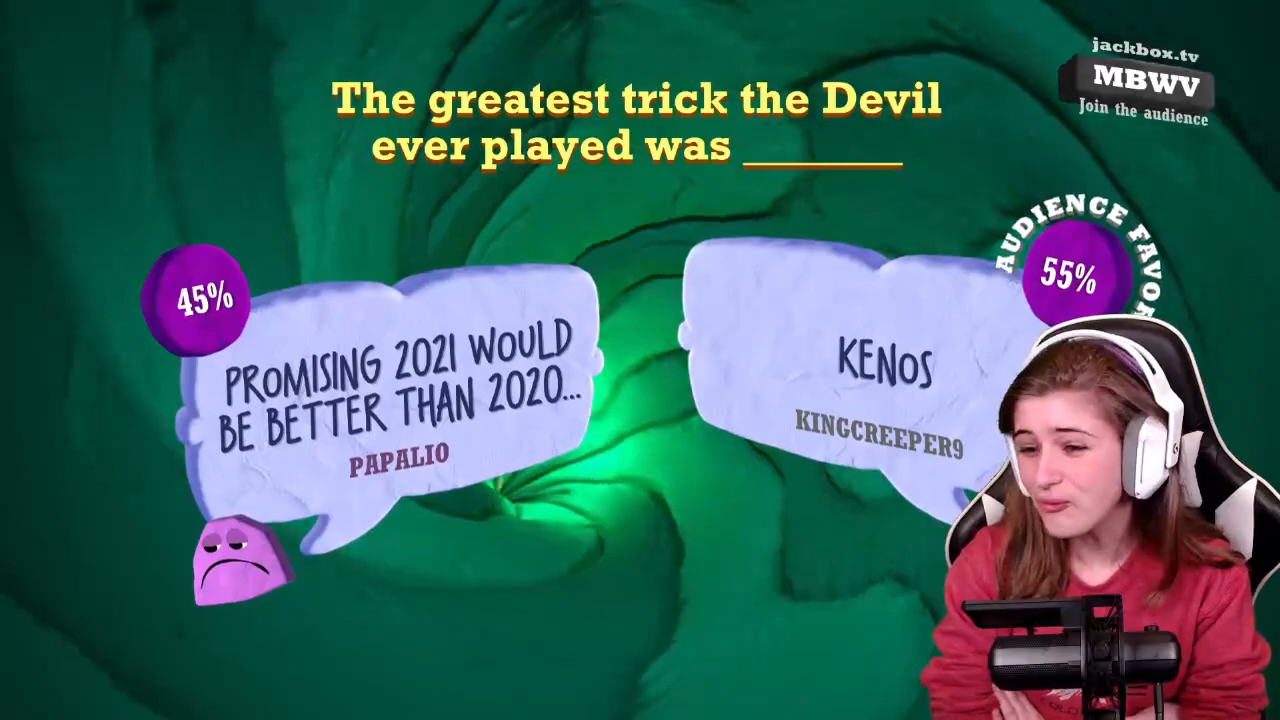 jackbox.tv
MBWV
Join the audience
The greatest trick the Devil
ever played was ________
AUDIENCE FAVOR
45%
55%
PROMISING 2021 WOULD
BE BETTER THAN 2020...
PAPALIO
KENOS
KINGCREEPER9